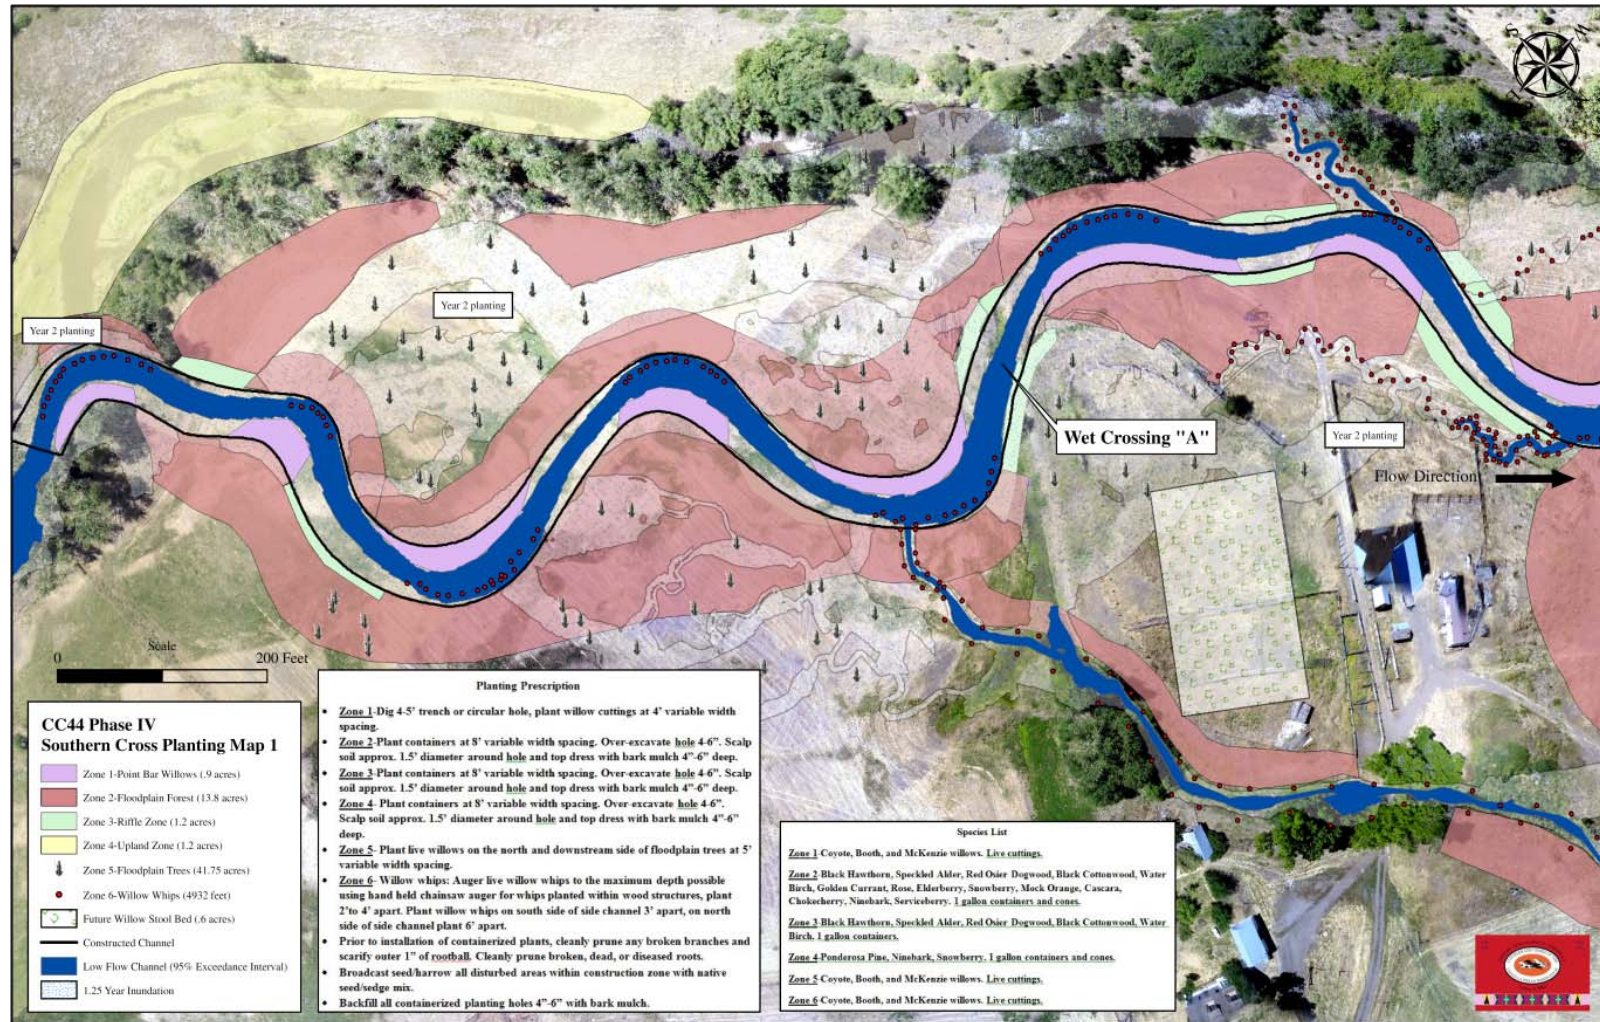 S
W
Year 2 planting
Year 2 planting
Wet Crossing "A"
Year 2 planting
Flow Direction
Scale
0 200 Feet
CC44 Phase IV
Southern Cross Planting Map 1
Zone 1-Point Bar Willows (.9 acres)
Zone 2-Floodplain Forest (13.8 acres)
Zone 3-Riffle Zone (1.2 acres)
Zone 4-Upland Zone (1.2 acres)
Zone 5-Floodplain Trees (41.75 acres)
Zone 6-Willow Whips (4932 feet)
Future Willow Stool Bed (.6 acres)
Constructed Channel
Low Flow Channel (95% Exceedance Interval)
1.25 Year Inundation
Planting Prescription
• Zone 1-Dig 4-5' trench or circular hole, plant willow cuttings at 4' variable width
spacing.
• Zone 2-Plant containers at 8' variable width spacing. Over-excavate hole 4-6". Scalp
soil approx. 1.5' diameter around hole and top dress with bark mulch 4"-6" deep.
• Zone 3-Plant containers at 8' variable width spacing. Over-excavate hole 4-6". Scalp
soil approx. 1.5' diameter around hole and top dress with bark mulch 4"-6" deep.
• Zone 4- Plant containers at 8' variable width spacing. Over-excavate hole 4-6".
Scalp soil approx. 1.5' diameter around hole and top dress with bark mulch 4"-6"
deep.
• Zone 5- Plant live willows on the north and downstream side of floodplain trees at 5'
variable width spacing.
• Zone 6- Willow whips: Auger live willow whips to the maximum depth possible
using hand held chainsaw auger for whips planted within wood structures, plant
2'to 4' apart. Plant willow whips on south side of side channel 3' apart, on north
side of side channel plant 6' apart.
• Prior to installation of containerized plants, cleanly prune any broken branches and
scarify outer 1" of rootball. Cleanly prune broken, dead, or diseased roots.
• Broadcast seed/harrow all disturbed areas within construction zone with native
seed/sedge mix.
• Backfill all containerized planting holes 4"-6" with bark mulch.
Species List
Zone 1-Coyote, Booth, and McKenzie willows. Live cuttings.
Zone 2-Black Hawthorn, Speckled Alder, Red Osier Dogwood, Black Cottonwood, Water
Birch, Golden Currant, Rose, Elderberry, Snowberry, Mock Orange, Cascara,
Chokecherry, Ninebark, Serviceberry. 1 gallon containers and cones.
Zone 3-Black Hawthorn, Speckled Alder, Red Osier Dogwood, Black Cottonwood, Water
Birch. 1 gallon containers.
Zone 4-Ponderosa Pine, Ninebark, Snowberry. 1 gallon containers and cones.
Zone 5-Coyote, Booth, and McKenzie willows. Live cuttings.
Zone 6-Coyote, Booth, and McKenzie willows. Live cuttings.